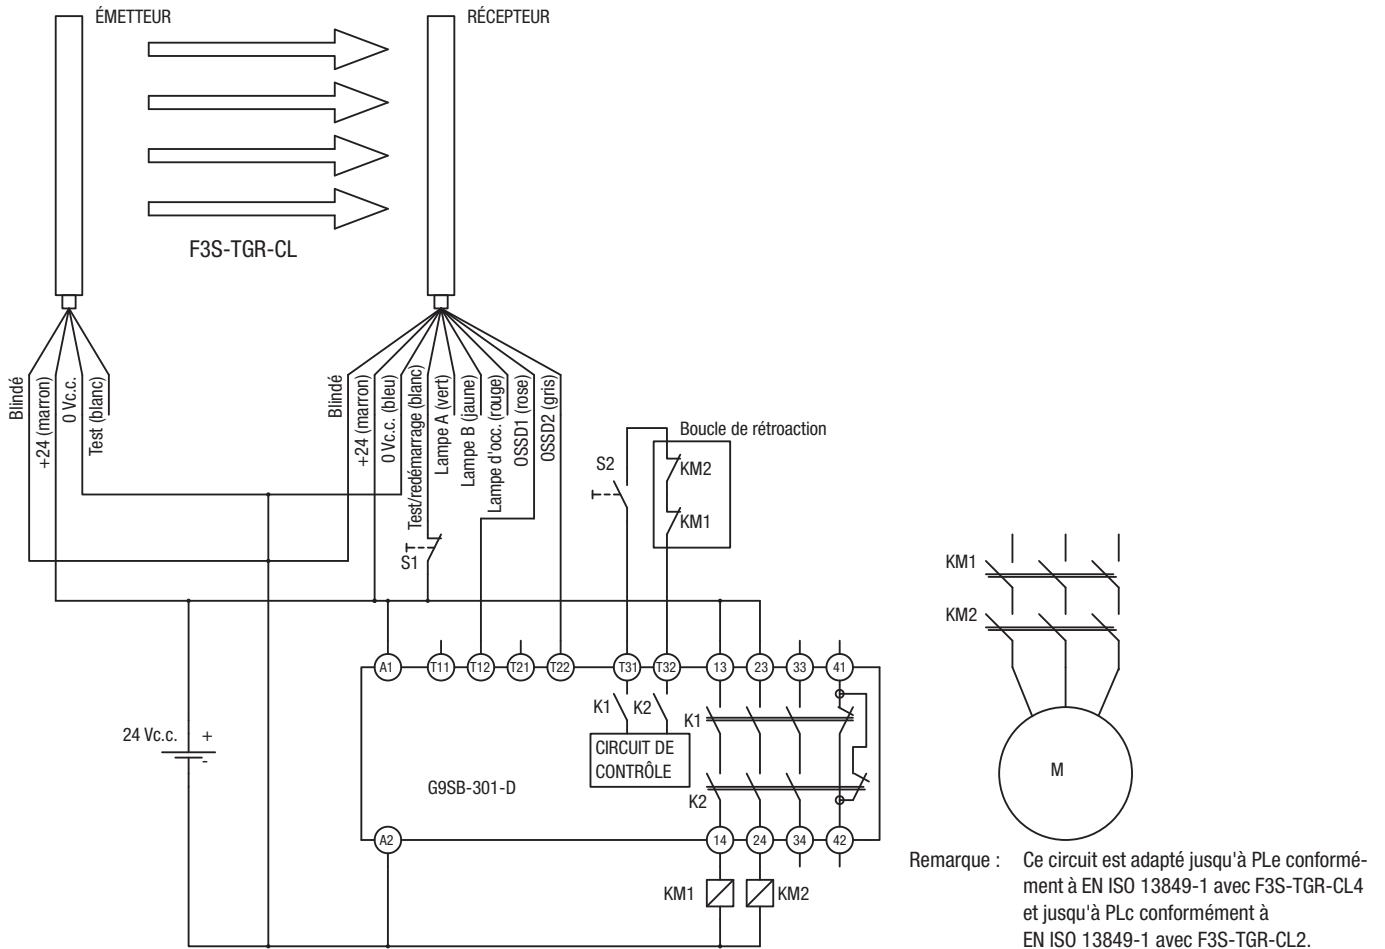 ÉMETTEUR
RÉCEPTEUR
F3S-TGR-CL
Blindé
+24 (marron)
0 Vc.c.
Test (blanc)
Blindé
+24 (marron)
0 Vc.c. (bleu)
Test/redémarrage (blanc)
Lampe A (vert)
Lampe B (jaune)
Lampe d'occ. (rouge)
OSSD1 (rose)
OSSD2 (gris)
S1
S2
Boucle de rétroaction
KM2
KM1
A1
T11
T12
T21
T22
T31
T32
13
23
33
41
K1
K2
K1
CIRCUIT DE
CONTRÔLE
K2
24 Vc.c.
+
-
G9SB-301-D
A2
14
24
34
42
KM1
KM2
KM1
KM2
M
Remarque : Ce circuit est adapté jusqu'à PLe conformé-
ment à EN ISO 13849-1 avec F3S-TGR-CL4
et jusqu'à PLc conformément à
EN ISO 13849-1 avec F3S-TGR-CL2.